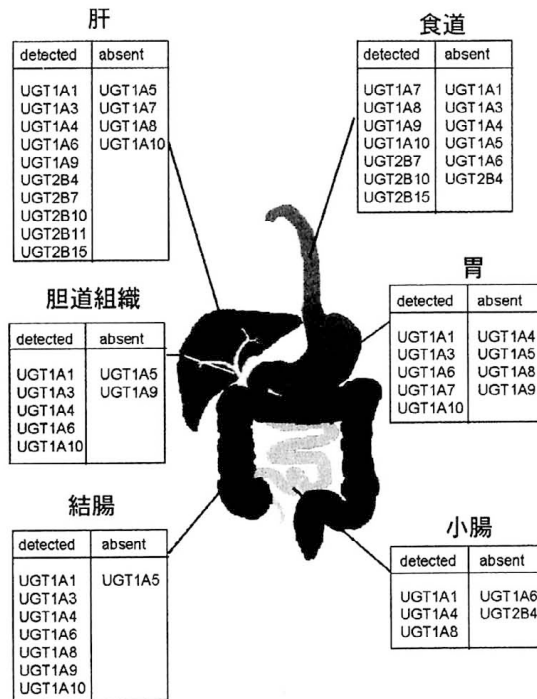 肝
detected absent
UGT1A1 UGT1A5
UGT1A3 UGT1A7
UGT1A4 UGT1A8
UGT1A6 UGT1A10
UGT1A9
UGT2B4
UGT2B7
UGT2B10
UGT2B11
UGT2B15
食道
detected absent
UGT1A7 UGT1A1
UGT1A8 UGT1A3
UGT1A9 UGT1A4
UGT1A10 UGT1A5
UGT2B7 UGT1A6
UGT2B10 UGT2B4
UGT2B15
胆道組織
detected absent
UGT1A1 UGT1A5
UGT1A3 UGT1A9
UGT1A4
UGT1A6
UGT1A10
胃
detected absent
UGT1A1 UGT1A4
UGT1A3 UGT1A5
UGT1A6 UGT1A8
UGT1A7 UGT1A9
UGT1A10
結腸
detected absent
UGT1A1 UGT1A5
UGT1A3
UGT1A4
UGT1A6
UGT1A8
UGT1A9
UGT1A10
小腸
detected absent
UGT1A1 UGT1A6
UGT1A4 UGT2B4
UGT1A8